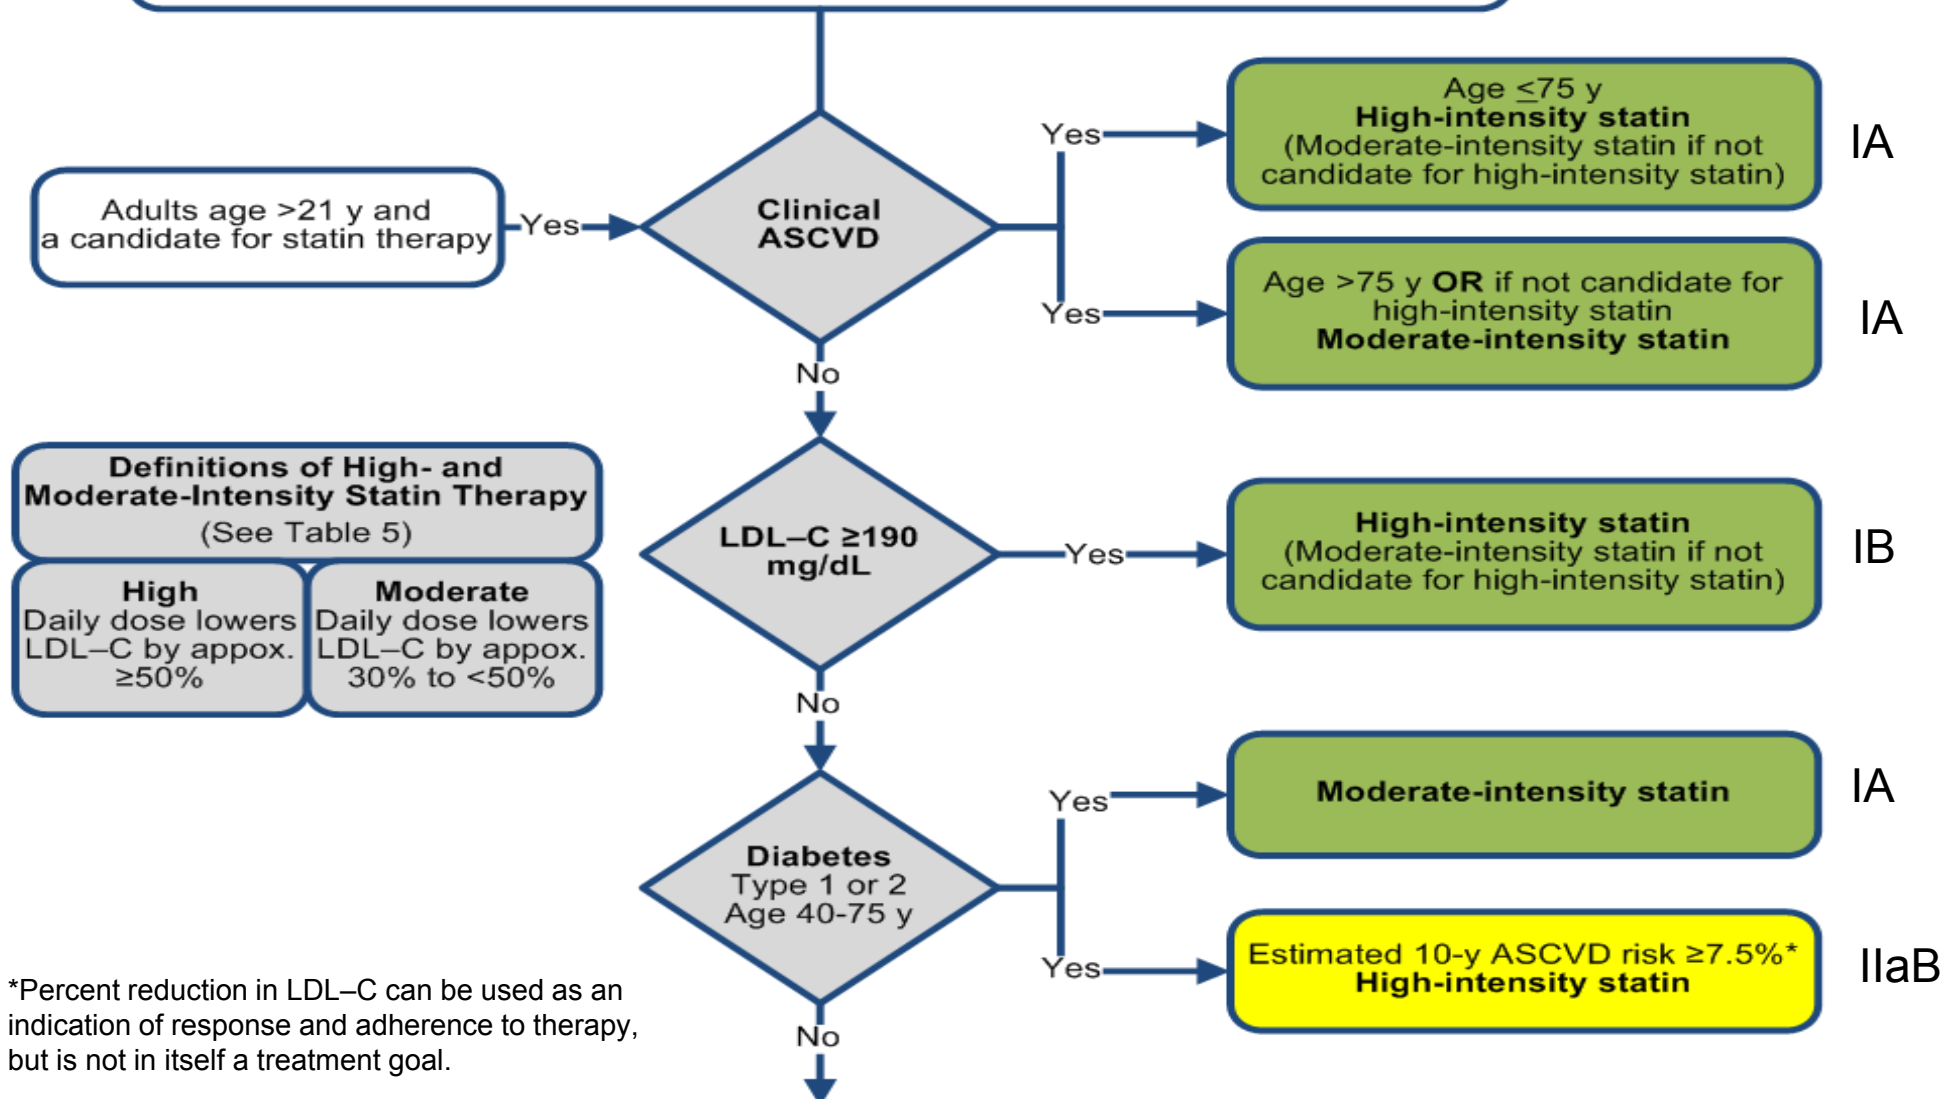 Age ≤75 y
High-intensity statin
(Moderate-intensity statin if not
candidate for high-intensity statin)
Yes
IA
Adults age >21 y and
a candidate for statin therapy
Yes
Clinical
ASCVD
Age >75 y OR if not candidate for
high-intensity statin
Moderate-intensity statin
Yes
IA
No
Definitions of High- and
Moderate-Intensity Statin Therapy
(See Table 5)
High
Daily dose lowers
LDL–C by appox.
≥50%
Moderate
Daily dose lowers
LDL–C by appox.
30% to <50%
LDL–C ≥190
mg/dL
Yes
High-intensity statin
(Moderate-intensity statin if not
candidate for high-intensity statin)
IB
No
Yes
Moderate-intensity statin
IA
Diabetes
Type 1 or 2
Age 40-75 y
Yes
Estimated 10-y ASCVD risk ≥7.5%*
High-intensity statin
IIaB
*Percent reduction in LDL–C can be used as an
indication of response and adherence to therapy,
but is not in itself a treatment goal.
No